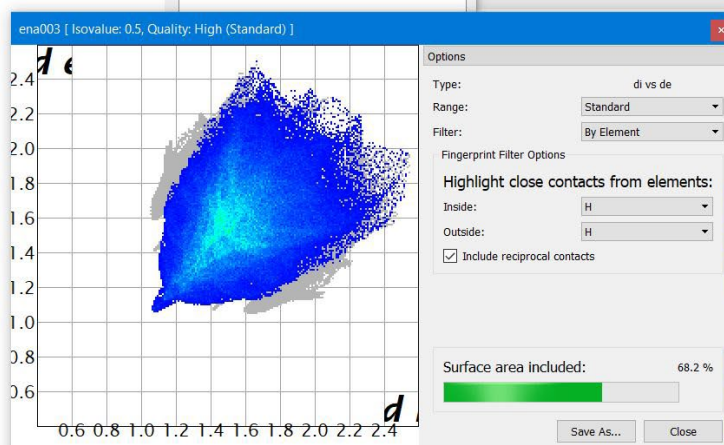 ena003 [ Isovalue: 0.5, Quality: High (Standard) ]
d e
2.4
2.2
2.0
1.8
1.6
1.4
1.2
1.0
0.8
0.6
d
0.6 0.8 1.0 1.2 1.4 1.6 1.8 2.0 2.2 2.4
Options
Type: di vs de
Range: Standard
Filter: By Element
Fingerprint Filter Options
Highlight close contacts from elements:
Inside: H
Outside: H
Include reciprocal contacts
Surface area included: 68.2 %
Save As... Close